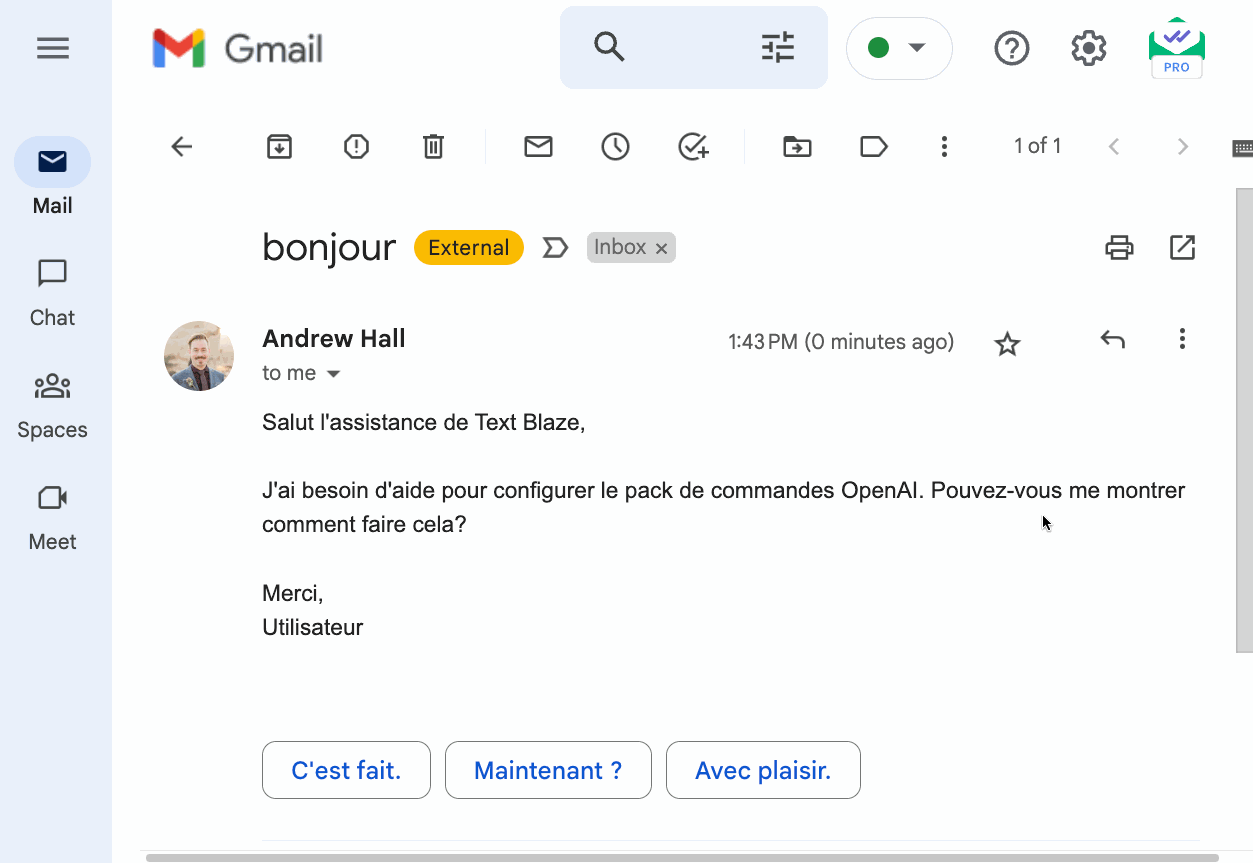 Gmail
PRO
1 of 1
Mail
bonjour External Inbox ×
Chat
Andrew Hall 1:43 PM (0 minutes ago)
to me
Spaces
Salut l'assistance de Text Blaze,
J'ai besoin d'aide pour configurer le pack de commandes OpenAI. Pouvez-vous me montrer
comment faire cela?
Meet
Merci,
Utilisateur
C'est fait. Maintenant ? Avec plaisir.